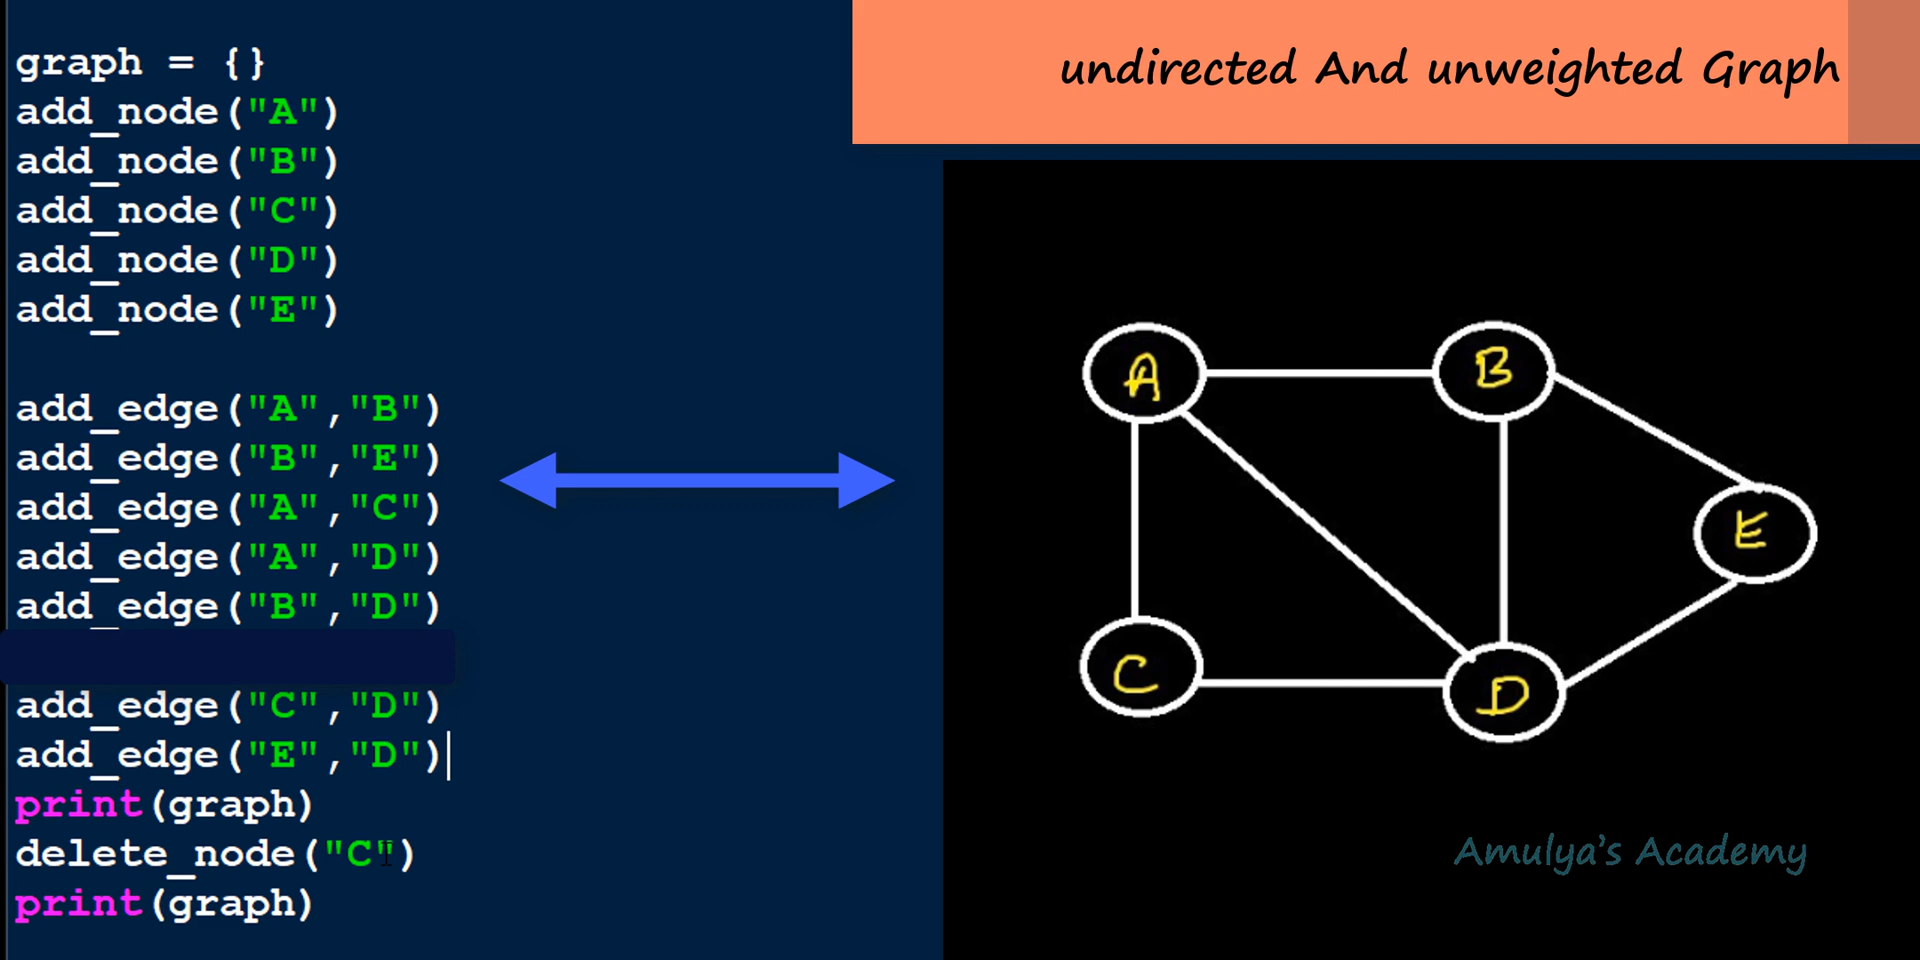 graph = {}
add_node("A")
add_node("B")
add_node("C")
add_node("D")
add_node("E")
add_edge("A","B")
add_edge("B","E")
add_edge("A","C")
add_edge("A","D")
add_edge("B","D")
add_edge("C","D")
add_edge("E","D")
print(graph)
delete_node("C")
print(graph)
undirected And unweighted Graph
A
B
E
C
D
Amulya's Academy